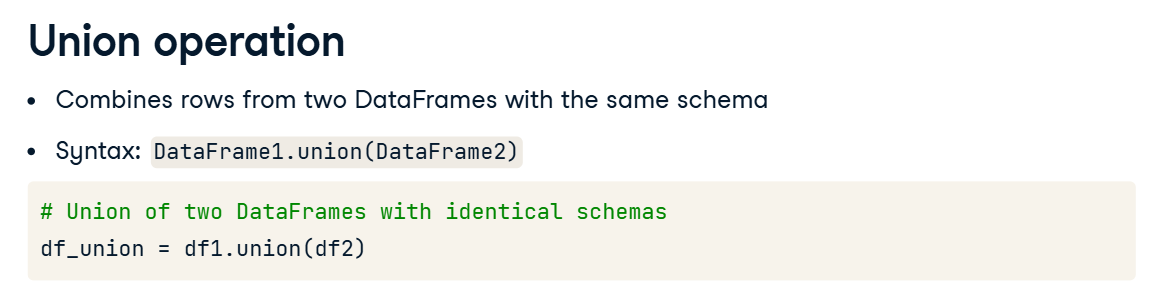 Union operation
• Combines rows from two DataFrames with the same schema
• Syntax: DataFrame1.union(DataFrame2)
# Union of two DataFrames with identical schemas
df_union = df1.union(df2)